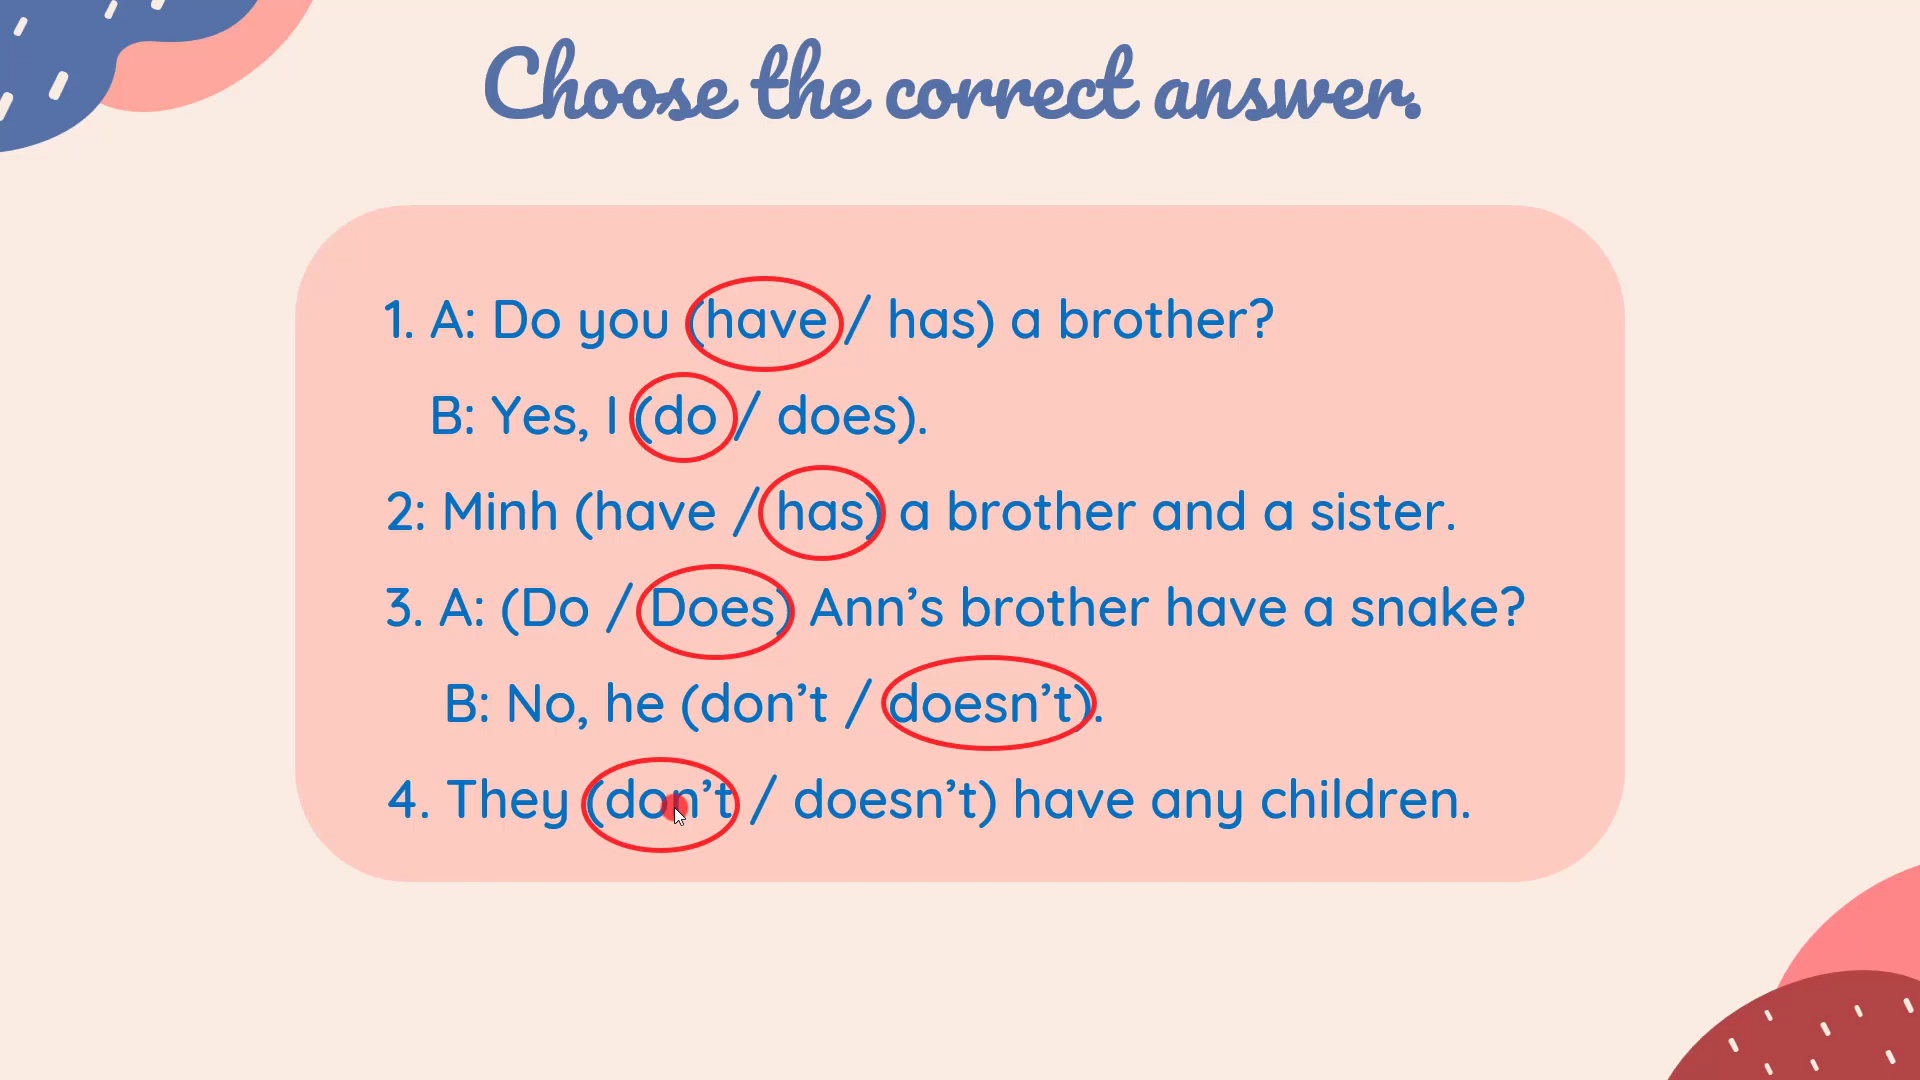 Choose the correct answer.
1. A: Do you (have / has) a brother?
B: Yes, I (do / does).
2: Minh (have / has) a brother and a sister.
3. A: (Do / Does) Ann’s brother have a snake?
B: No, he (don’t / doesn’t).
4. They (don’t / doesn’t) have any children.